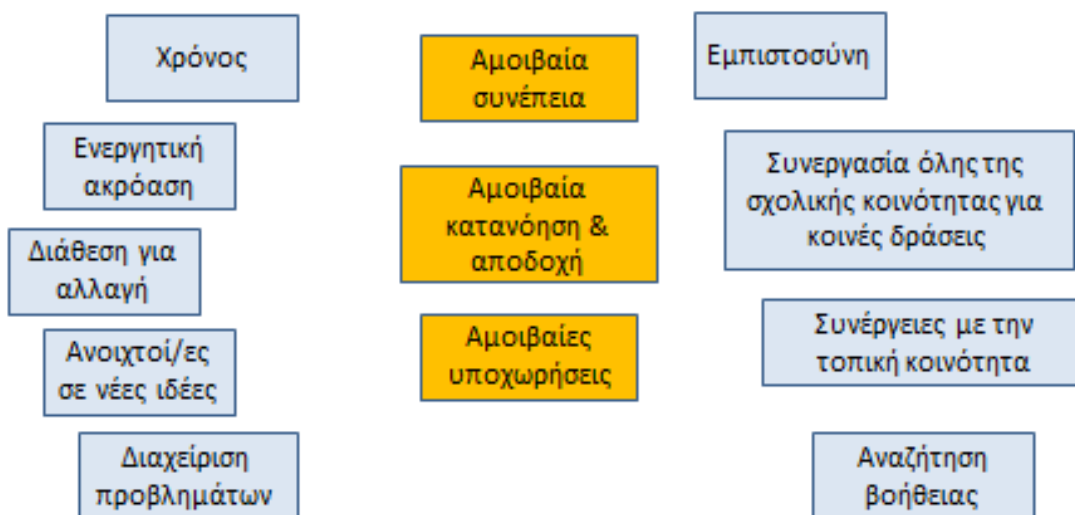 Χρόνος
Ενεργητική
ακρόαση
Διάθεση για
αλλαγή
Ανοιχτοί/ες
σε νέες ιδέες
Διαχείριση
προβλημάτων
Αμοιβαία
συνέπεια
Αμοιβαία
κατανόηση &
αποδοχή
Αμοιβαίες
υποχωρήσεις
Εμπιστοσύνη
Συνεργασία όλης της
σχολικής κοινότητας για
κοινές δράσεις
Συνέργειες με την
τοπική κοινότητα
Αναζήτηση
βοήθειας